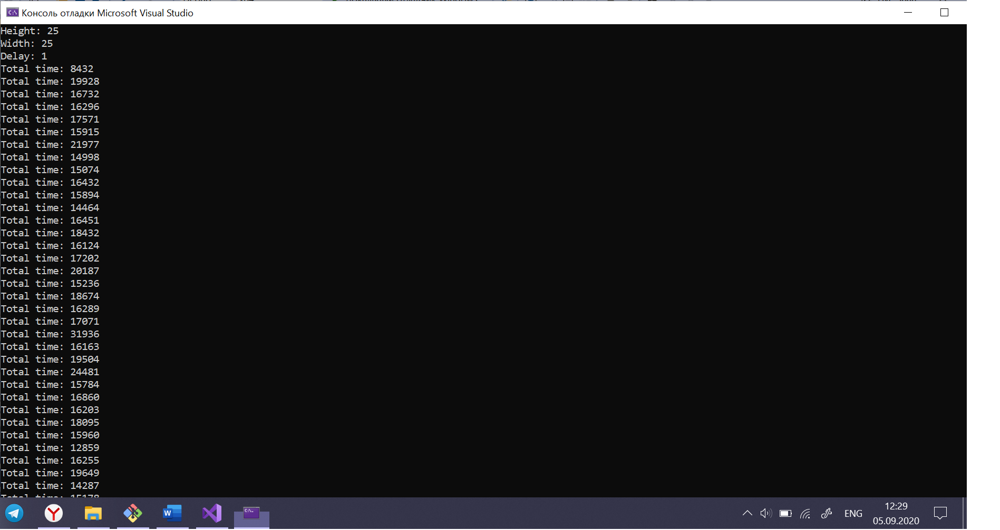 Консоль отладки Microsoft Visual Studio
Height: 25
Width: 25
Delay: 1
Total time: 8432
Total time: 19928
Total time: 16732
Total time: 16296
Total time: 17571
Total time: 15915
Total time: 21977
Total time: 14998
Total time: 15074
Total time: 16432
Total time: 15894
Total time: 14464
Total time: 16451
Total time: 18432
Total time: 16124
Total time: 17202
Total time: 20187
Total time: 15236
Total time: 18674
Total time: 16289
Total time: 17071
Total time: 31936
Total time: 16163
Total time: 19504
Total time: 24481
Total time: 15784
Total time: 16860
Total time: 16203
Total time: 18095
Total time: 15960
Total time: 12859
Total time: 16255
Total time: 19649
Total time: 14287
Total time: 15178
ENG
12:29
05.09.2020